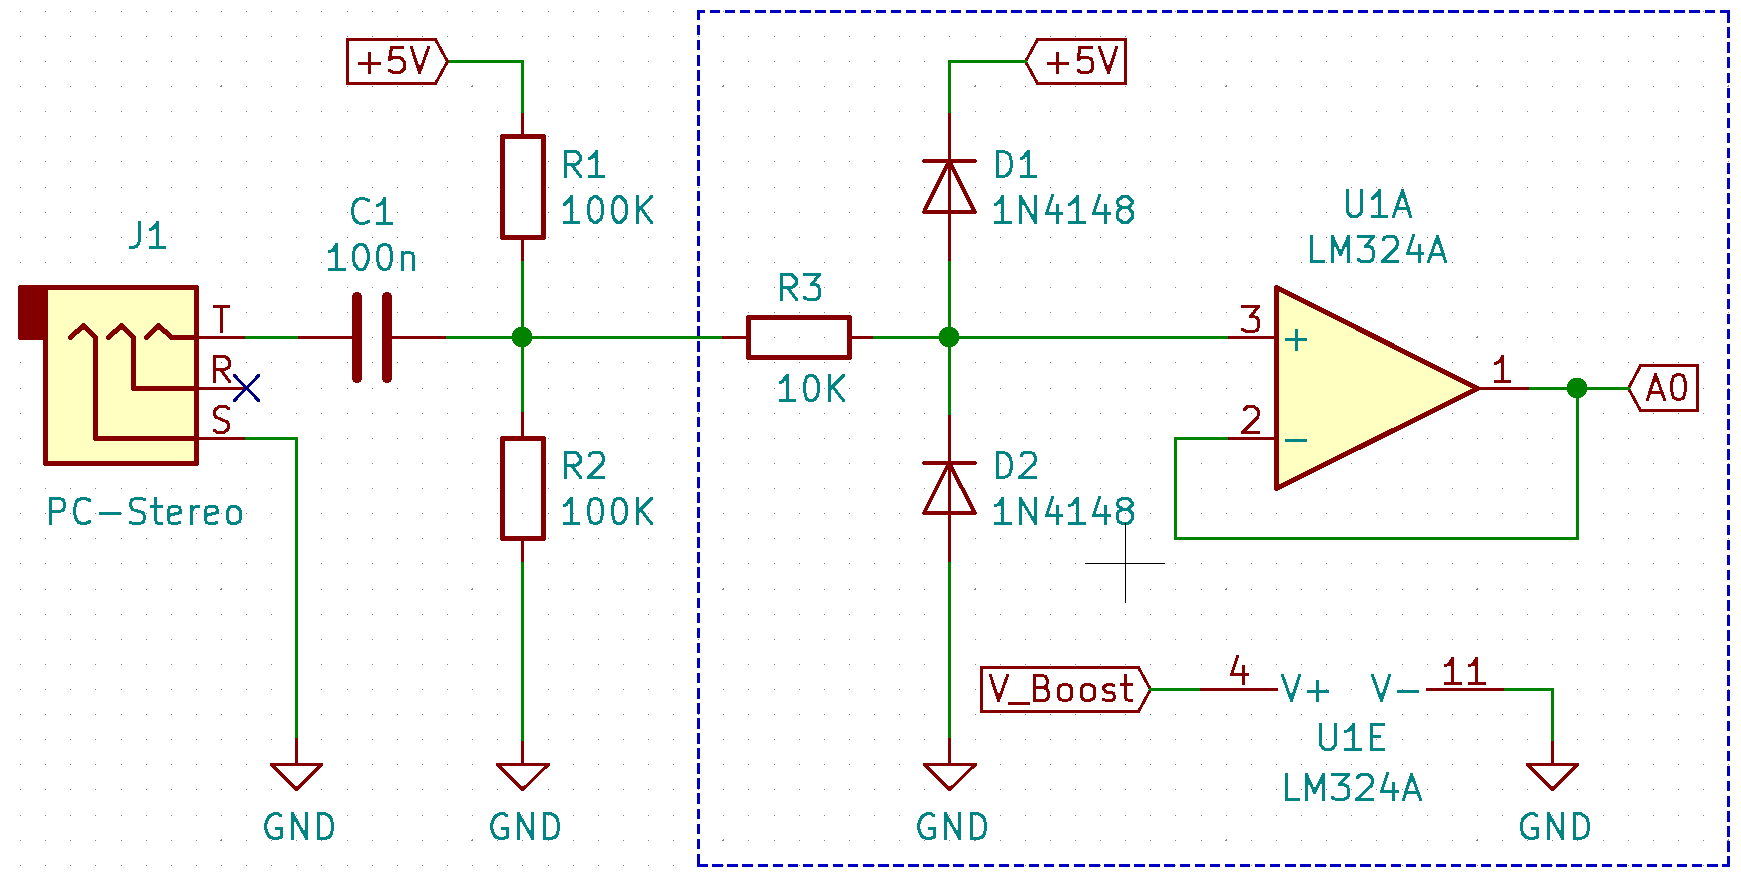 +5V
+5V
R1
100K
D1
1N4148
C1
100n
J1
T
R
S
PC-Stereo
R2
100K
R3
10K
D2
1N4148
U1A
LM324A
3
+
2
-
1
A0
V_Boost
4
V+
V-
11
U1E
LM324A
GND
GND
GND
GND